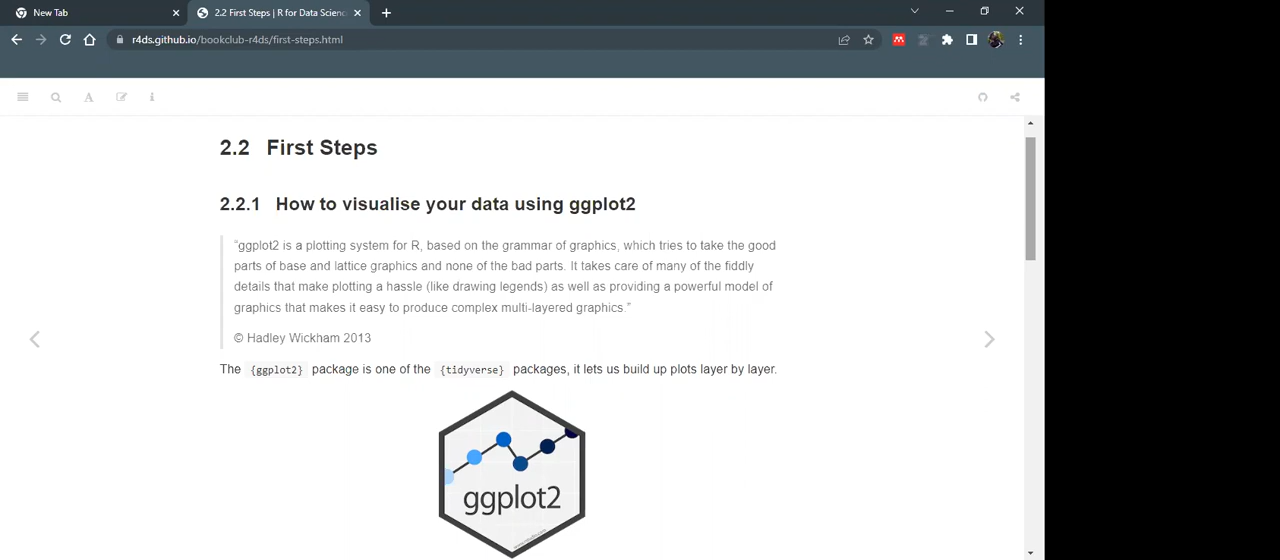 New Tab
2.2 First Steps | R for Data Scienc
r4ds.github.io/bookclub-r4ds/first-steps.html
2.2 First Steps
2.2.1 How to visualise your data using ggplot2
“ggplot2 is a plotting system for R, based on the grammar of graphics, which tries to take the good
parts of base and lattice graphics and none of the bad parts. It takes care of many of the fiddly
details that make plotting a hassle (like drawing legends) as well as providing a powerful model of
graphics that makes it easy to produce complex multi-layered graphics.”
© Hadley Wickham 2013
The {ggplot2} package is one of the {tidyverse} packages, it lets us build up plots layer by layer.
ggplot2